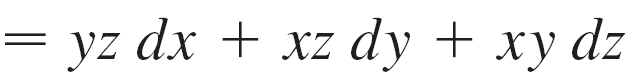 = yz dx + xz dy + xy dz